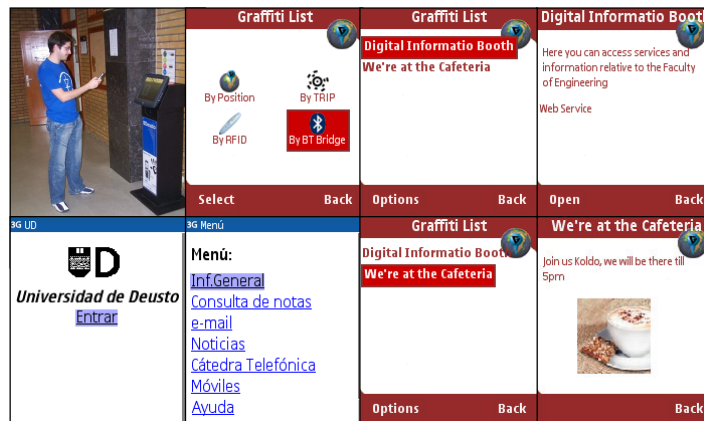 Graffiti List
By Position
By TRIP
By RFID
By BT Bridge
Select Back
Graffiti List
Digital Informatio Booth
We're at the Cafeteria
Options Back
Digital Informatio Booth
Here you can access services and
information relative to the Faculty
of Engineering
Web Service
Open Back
3G UD
UD
Universidad de Deusto
Entrar
3G Menú
Menú:
Inf.General
Consulta de notas
e-mail
Noticias
Cátedra Telefónica
Móviles
Ayuda
Graffiti List
Digital Informatio Booth
We're at the Cafeteria
Options Back
We're at the Cafeteria
Join us Koldo, we will be there till
5pm
Back